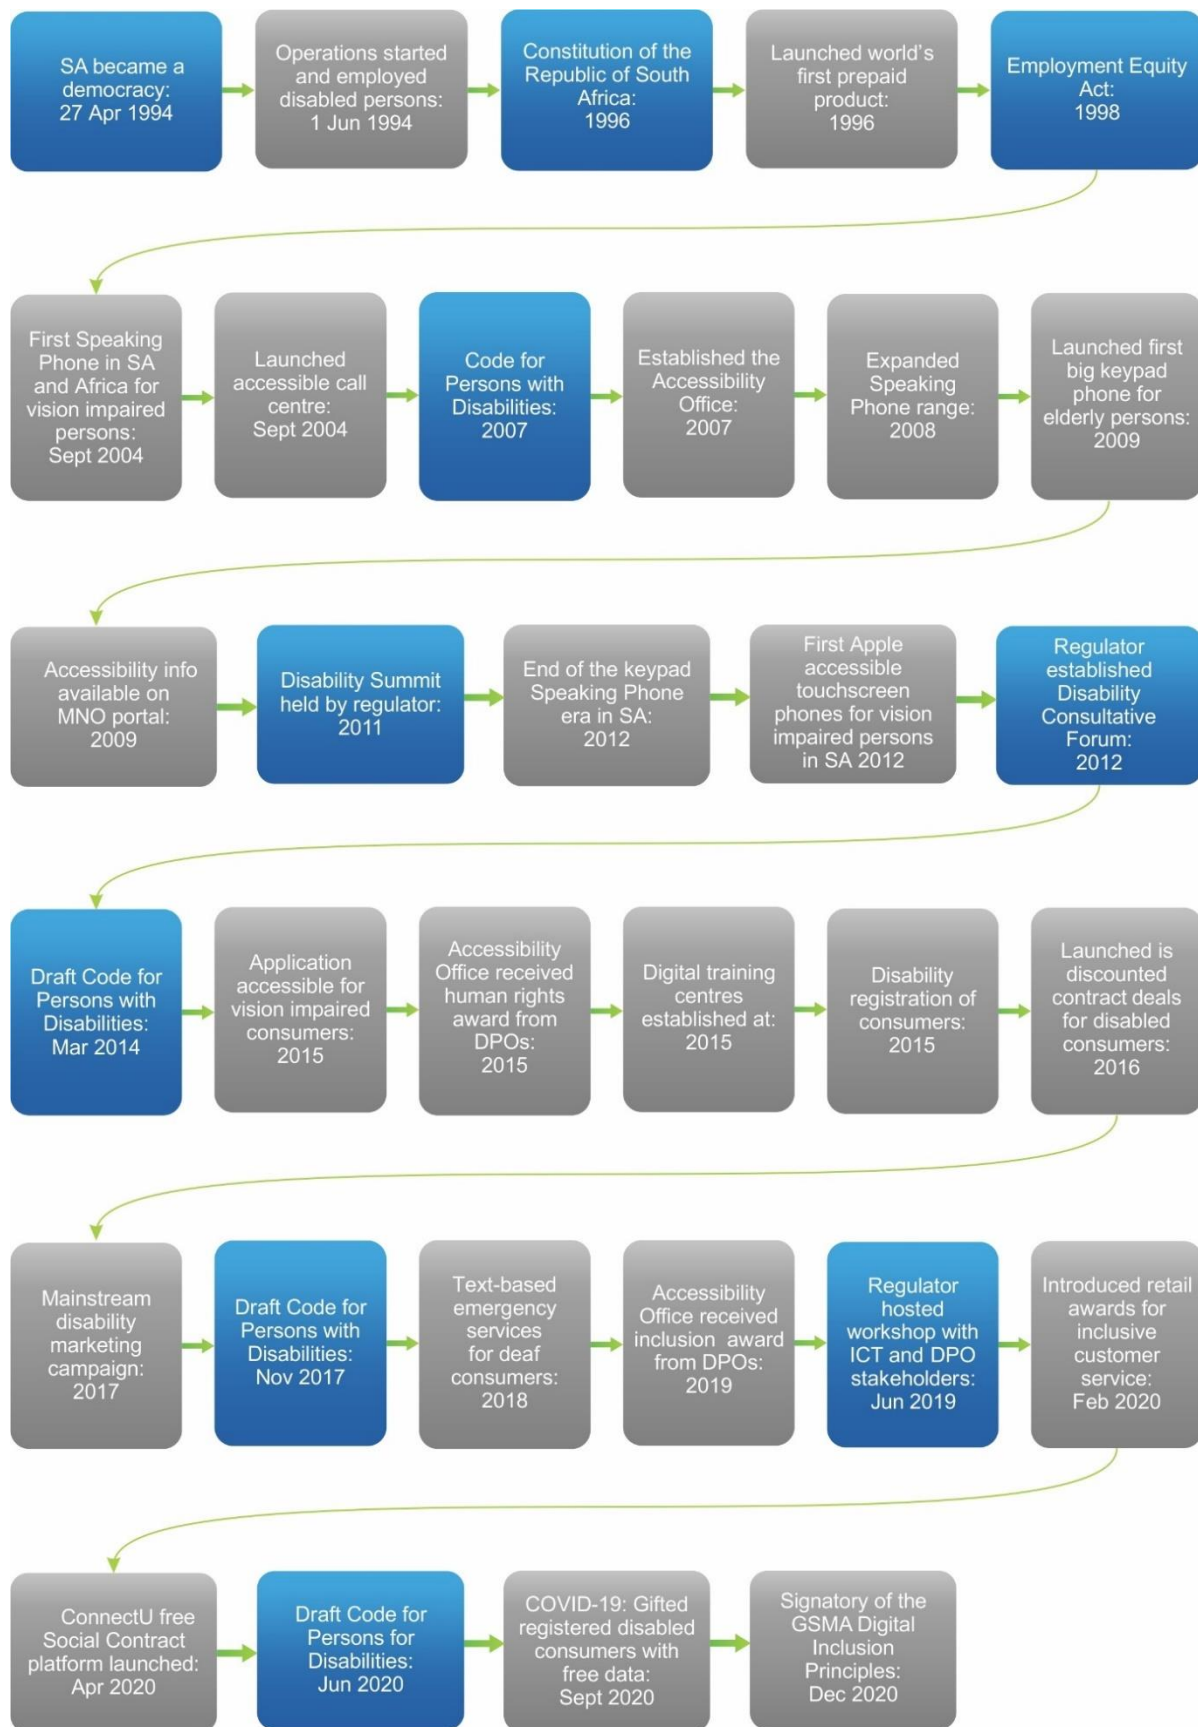 SA became a
democracy:
27 Apr 1994
Operations started
and employed
disabled persons:
1 Jun 1994
Constitution of the
Republic of South
Africa:
1996
Launched world's
first prepaid
product:
1996
Employment Equity
Act:
1998
First Speaking
Phone in SA
and Africa for
vision impaired
persons:
Sept 2004
Launched
accessible call
centre:
Sept 2004
Code for
Persons with
Disabilities:
2007
Established the
Accessibility
Office:
2007
Expanded
Speaking
Phone range:
2008
Launched first
big keypad
phone for
elderly persons:
2009
Accessibility info
available on
MNO portal:
2009
Disability Summit
held by regulator:
2011
End of the keypad
Speaking Phone
era in SA:
2012
First Apple
accessible
touchscreen
phones for vision
impaired persons
in SA 2012
Regulator
established
Disability
Consultative
Forum:
2012
Draft Code for
Persons with
Disabilities:
Mar 2014
Application
accessible for
vision impaired
consumers:
2015
Accessibility
Office received
human rights
award from
DPOs:
2015
Digital training
centres
established at:
2015
Disability
registration of
consumers:
2015
Launched is
discounted
contract deals
for disabled
consumers:
2016
Mainstream
disability
marketing
campaign:
2017
Draft Code for
Persons with
Disabilities:
Nov 2017
Text-based
emergency
services
for deaf
consumers:
2018
Accessibility
Office received
inclusion award
from DPOs:
2019
Regulator
hosted
workshop with
ICT and DPO
stakeholders:
Jun 2019
Introduced retail
awards for
inclusive
customer
service:
Feb 2020
ConnectU free
Social Contract
platform launched:
Apr 2020
Draft Code for
Persons for
Disabilities:
Jun 2020
COVID-19: Gifted
registered disabled
consumers with
free data:
Sept 2020
Signatory of the
GSMA Digital
Inclusion
Principles:
Dec 2020